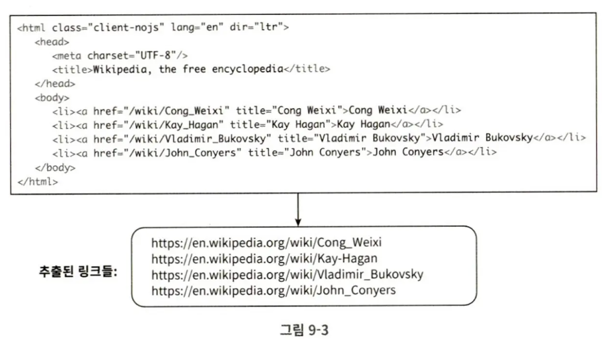 <html class="client-nojs" lang="en" dir="ltr">
<head>
<meta charset="UTF-8"/>
<title>Wikipedia, the free encyclopedia</title>
</head>
<body>
<li><a href="/wiki/Cong_Weixi" title="Cong Weixi">Cong Weixi</a></li>
<li><a href="/wiki/Kay_Hagan" title="Kay Hagan">Kay Hagan</a></li>
<li><a href="/wiki/Vladimir_Bukovsky" title="Vladimir Bukovsky">Vladimir Bukovsky</a></li>
<li><a href="/wiki/John_Conyers" title="John Conyers">John Conyers</a></li>
</body>
</html>
추출된 링크들:
https://en.wikipedia.org/wiki/Cong_Weixi
https://en.wikipedia.org/wiki/Kay-Hagan
https://en.wikipedia.org/wiki/Vladimir_Bukovsky
https://en.wikipedia.org/wiki/John_Conyers
그림 9-3